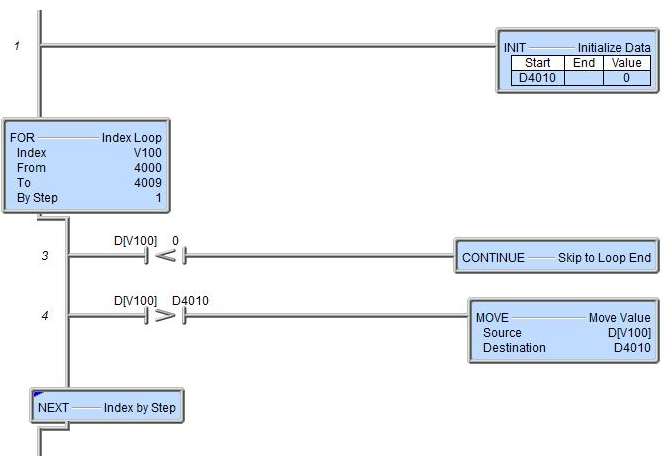 1
INIT Initialize Data
Start End Value
D4010 0
FOR Index Loop
Index V100
From 4000
To 4009
By Step 1
D[V100] 0
3 < CONTINUE Skip to Loop End
D[V100] D4010
4 > MOVE Move Value
Source D[V100]
Destination D4010
NEXT Index by Step